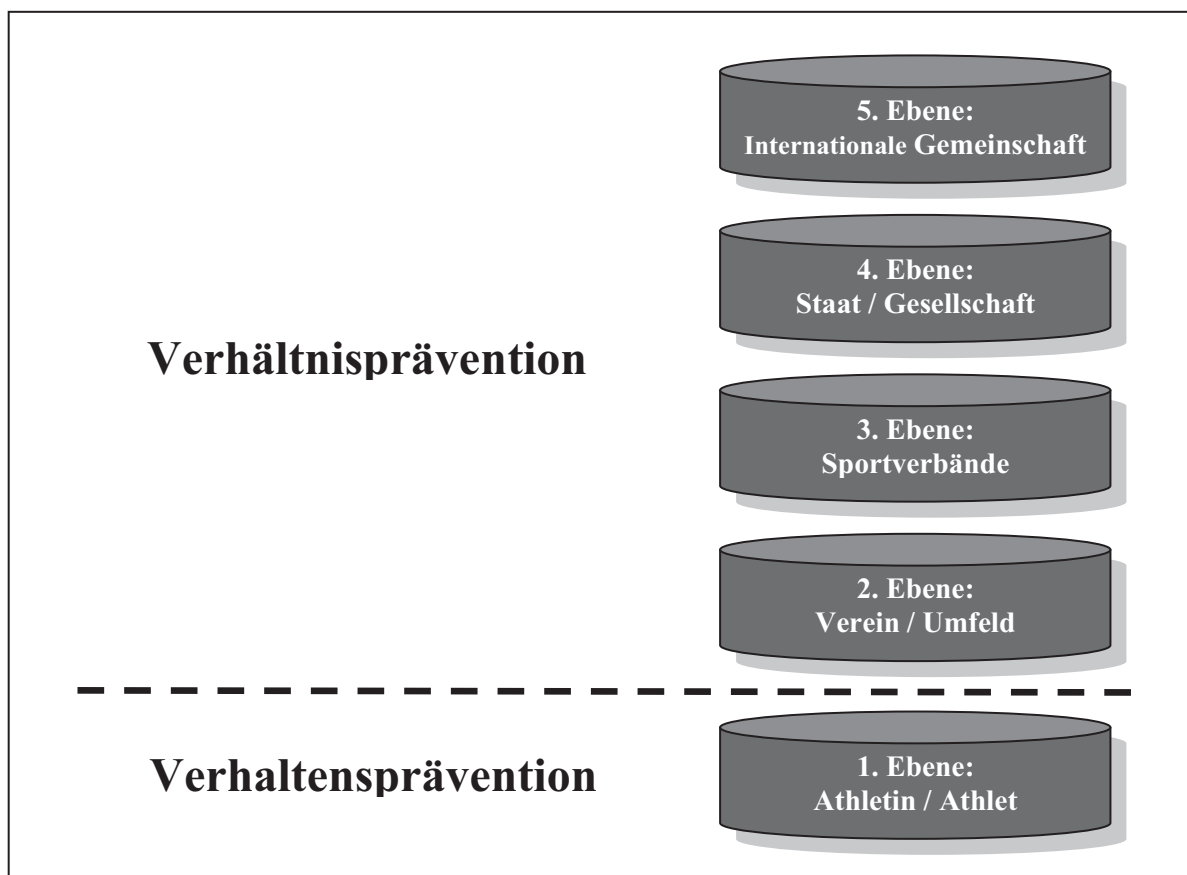 5. Ebene:
Internationale Gemeinschaft
4. Ebene:
Staat / Gesellschaft
Verhältnisprävention
3. Ebene:
Sportverbände
2. Ebene:
Verein / Umfeld
Verhaltensprävention
1. Ebene:
Athletin / Athlet